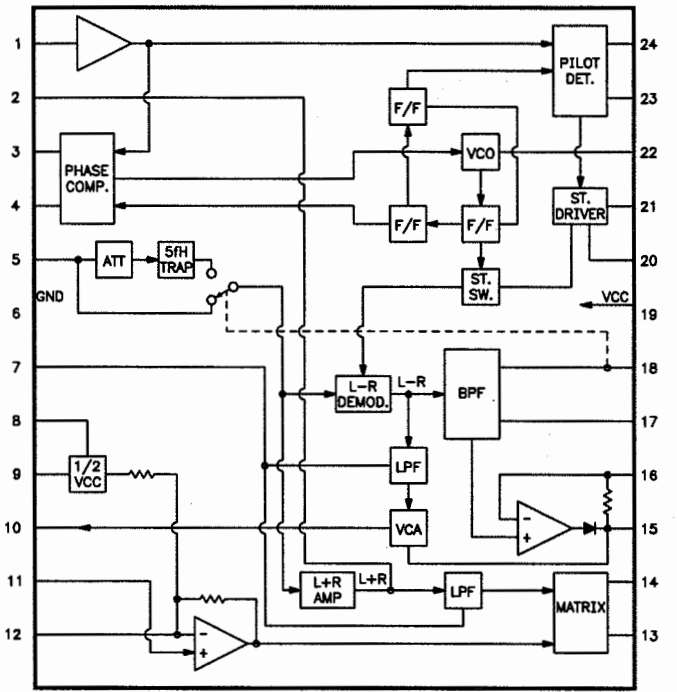 1
24
PILOT
DET.
2
23
F/F
3
22
PHASE
COMP.
VCO
4
21
F/F
F/F
ST.
DRIVER
5
20
ATT
5fH
TRAP
ST.
SW.
GND
VCC
6
19
7
18
L-R
DEMOD.
L-R
BPF
8
17
9
16
1/2
VCC
LPF
10
15
VCA
-
+
11
14
L+R
AMP
L+R
LPF
MATRIX
12
13
-
+